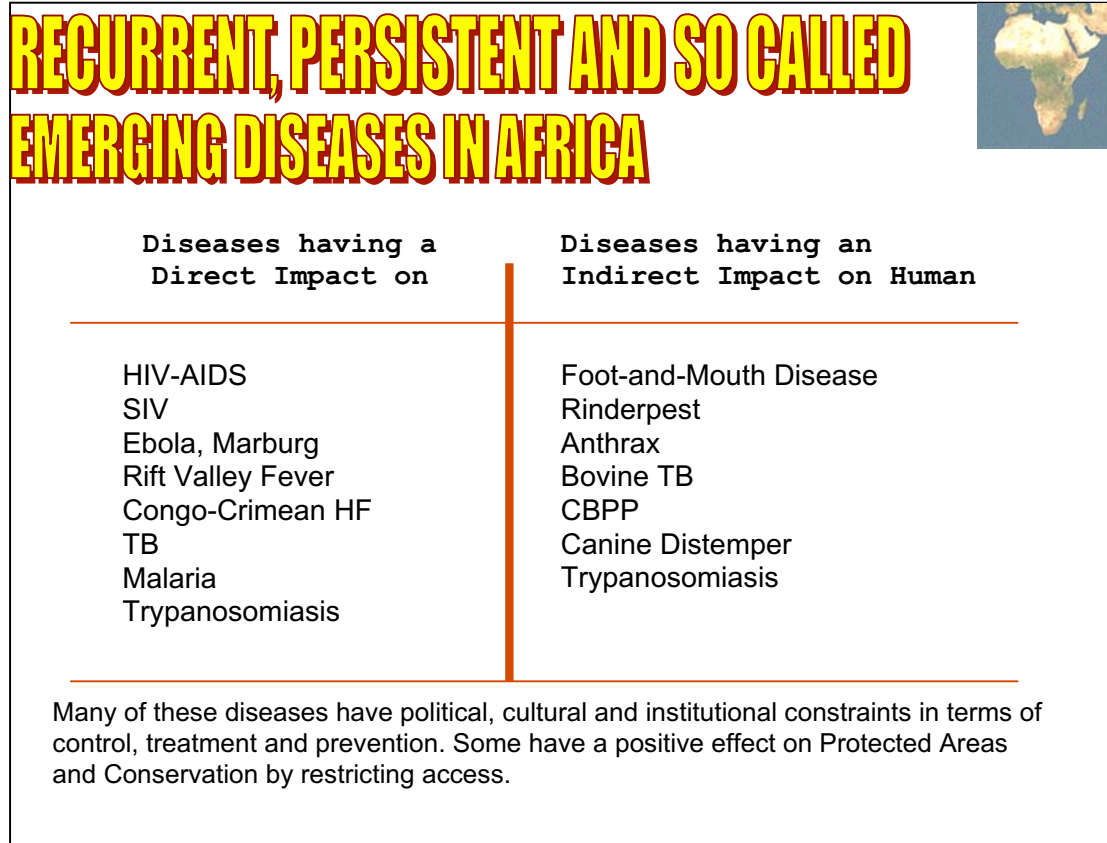 RECURRENT, PERSISTENT AND SO CALLED
EMERGING DISEASES IN AFRICA
Diseases having a
Direct Impact on
Diseases having an
Indirect Impact on Human
HIV-AIDS
SIV
Ebola, Marburg
Rift Valley Fever
Congo-Crimean HF
TB
Malaria
Trypanosomiasis
Foot-and-Mouth Disease
Rinderpest
Anthrax
Bovine TB
CBPP
Canine Distemper
Trypanosomiasis
Many of these diseases have political, cultural and institutional constraints in terms of
control, treatment and prevention. Some have a positive effect on Protected Areas
and Conservation by restricting access.